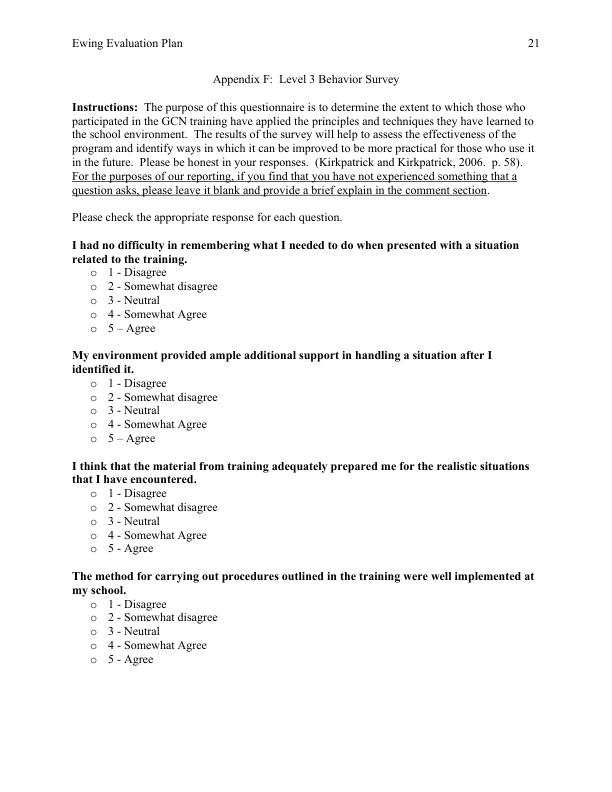 Ewing Evaluation Plan 21
Appendix F:  Level 3 Behavior Survey
Instructions:  The purpose of this questionnaire is to determine the extent to which those who
participated in the GCN training have applied the principles and techniques they have learned to
the school environment.  The results of the survey will help to assess the effectiveness of the
program and identify ways in which it can be improved to be more practical for those who use it
in the future.  Please be honest in your responses.  (Kirkpatrick and Kirkpatrick, 2006.  p. 58).
For the purposes of our reporting, if you find that you have not experienced something that a
question asks, please leave it blank and provide a brief explain in the comment section.
Please check the appropriate response for each question.
I had no difficulty in remembering what I needed to do when presented with a situation
related to the training.
o 1 - Disagree
o 2 - Somewhat disagree
o 3 - Neutral
o 4 - Somewhat Agree
o 5 – Agree
My environment provided ample additional support in handling a situation after I
identified it.
o 1 - Disagree
o 2 - Somewhat disagree
o 3 - Neutral
o 4 - Somewhat Agree
o 5 – Agree
I think that the material from training adequately prepared me for the realistic situations
that I have encountered.
o 1 - Disagree
o 2 - Somewhat disagree
o 3 - Neutral
o 4 - Somewhat Agree
o 5 - Agree
The method for carrying out procedures outlined in the training were well implemented at
my school.
o 1 - Disagree
o 2 - Somewhat disagree
o 3 - Neutral
o 4 - Somewhat Agree
o 5 - Agree